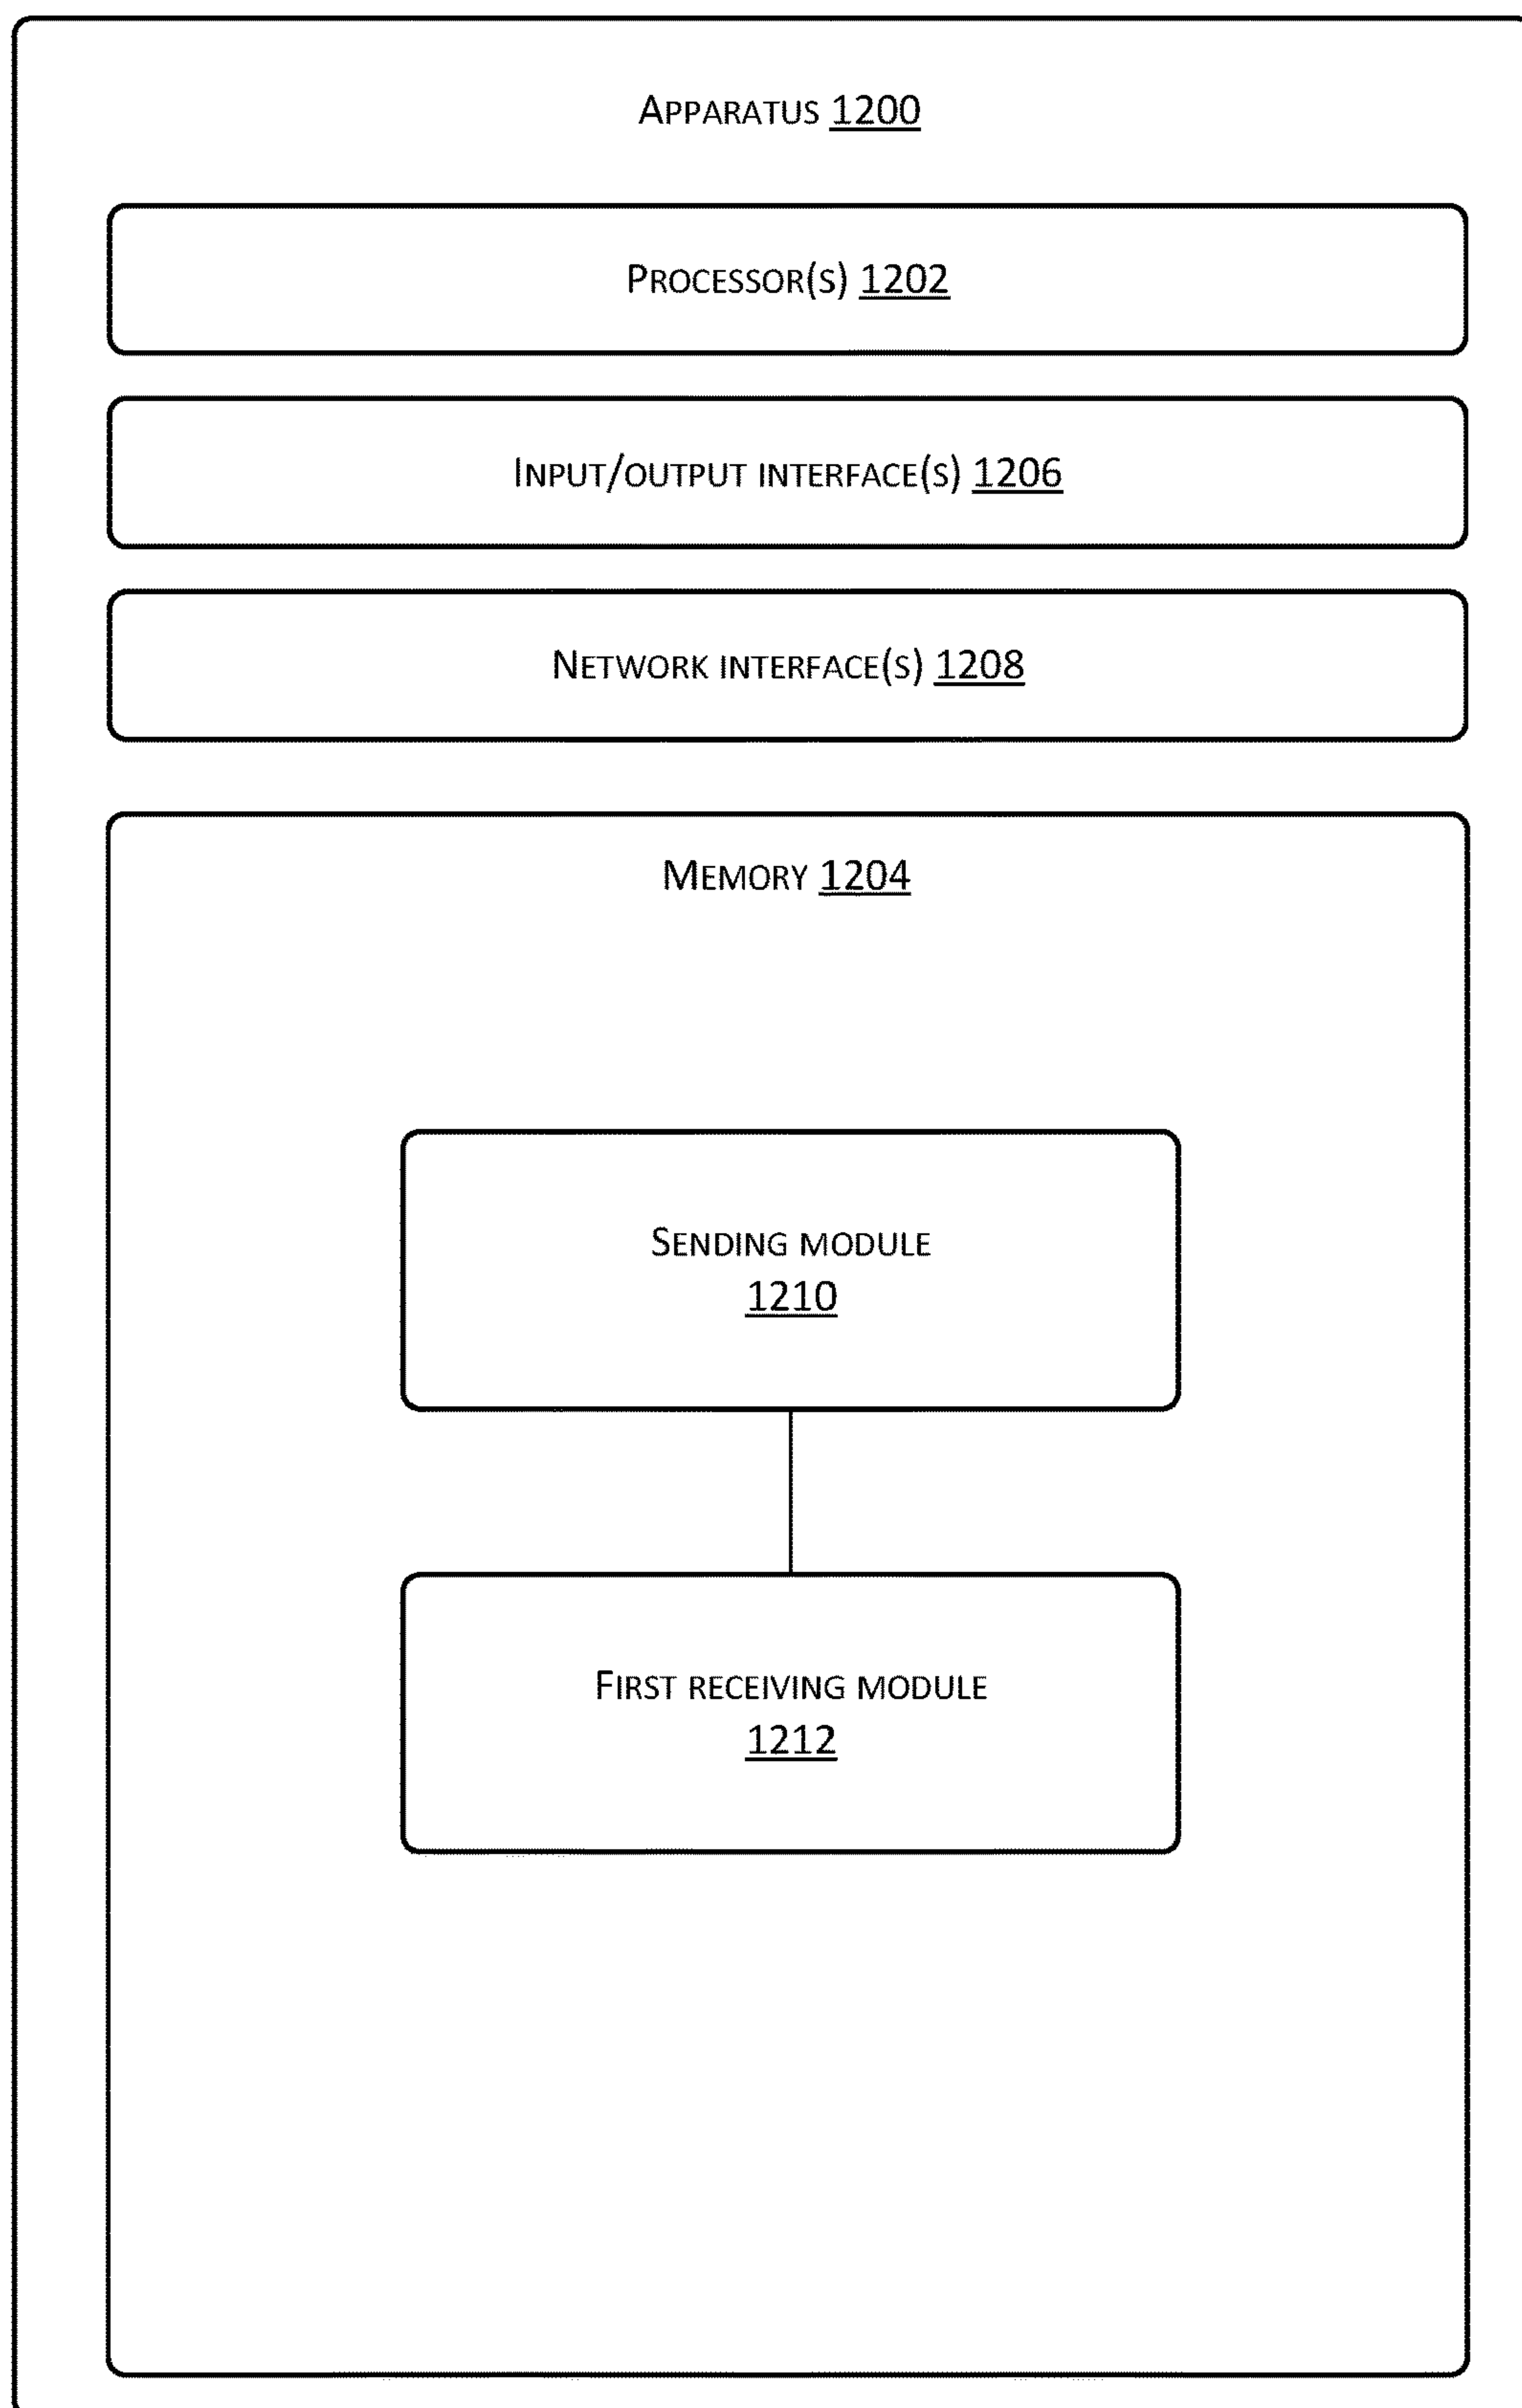 APPARATUS 1200
PROCESSOR(S) 1202
INPUT/OUTPUT INTERFACE(S) 1206
NETWORK INTERFACE(S) 1208
MEMORY 1204
SENDING MODULE
1210
FIRST RECEIVING MODULE
1212